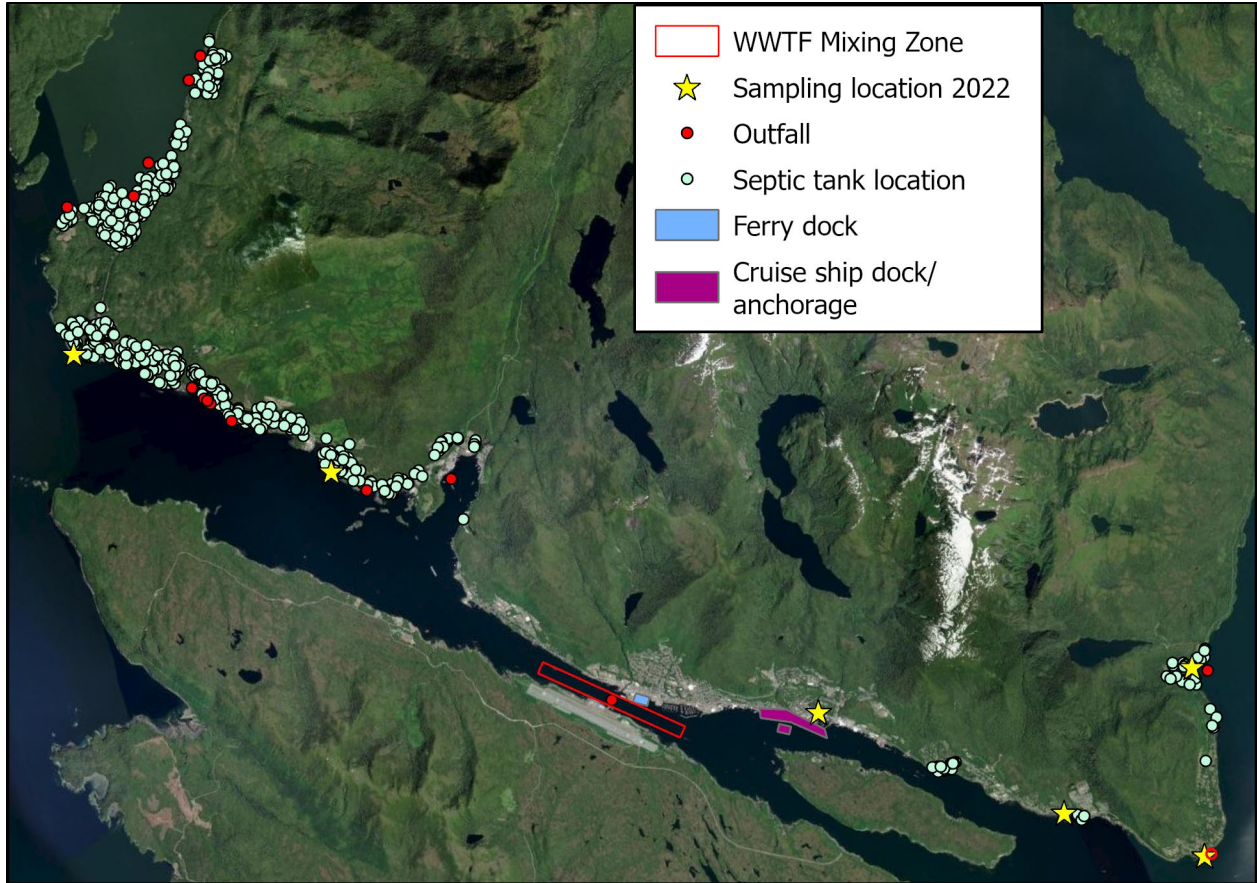 WWTF Mixing Zone
Sampling location 2022
Outfall
Septic tank location
Ferry dock
Cruise ship dock/
anchorage